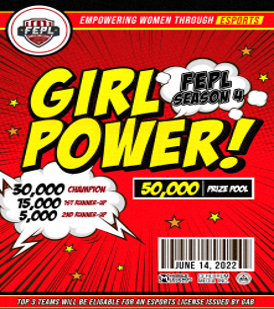 FEPL
EMPOWERING WOMEN THROUGH ESPORTS
GIRL
POWER!
FEPL
SEASON 4
30,000 CHAMPION
15,000 1ST RUNNER-UP
5,000 2ND RUNNER-UP
50,000 PRIZE POOL
JUNE 14, 2022
TOP 3 TEAMS WILL BE ELIGABLE FOR AN ESPORTS LICENSE ISSUED BY GAB